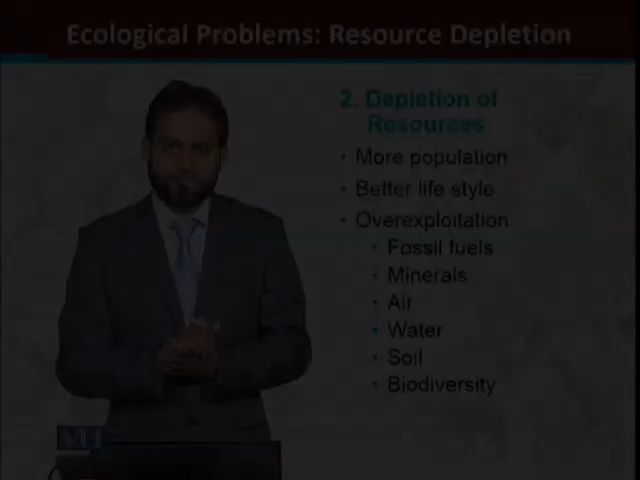 Ecological Problems: Resource Depletion
2. Depletion of
Resources
• More population
• Better life style
• Overexploitation
• Fossil fuels
• Minerals
• Air
• Water
• Soil
• Biodiversity